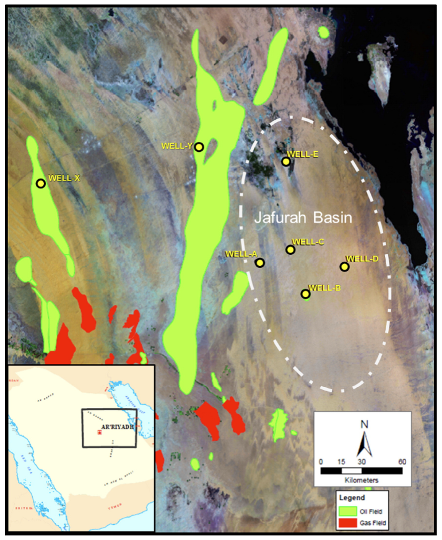 WELL-Y
WELL-E
WELL-X
Jafurah Basin
WELL-C
WELL-A
WELL-D
WELL-B
N
0 15 30 60
Kilometers
AR'RIYADH
Legend
Oil Field
Gas Field